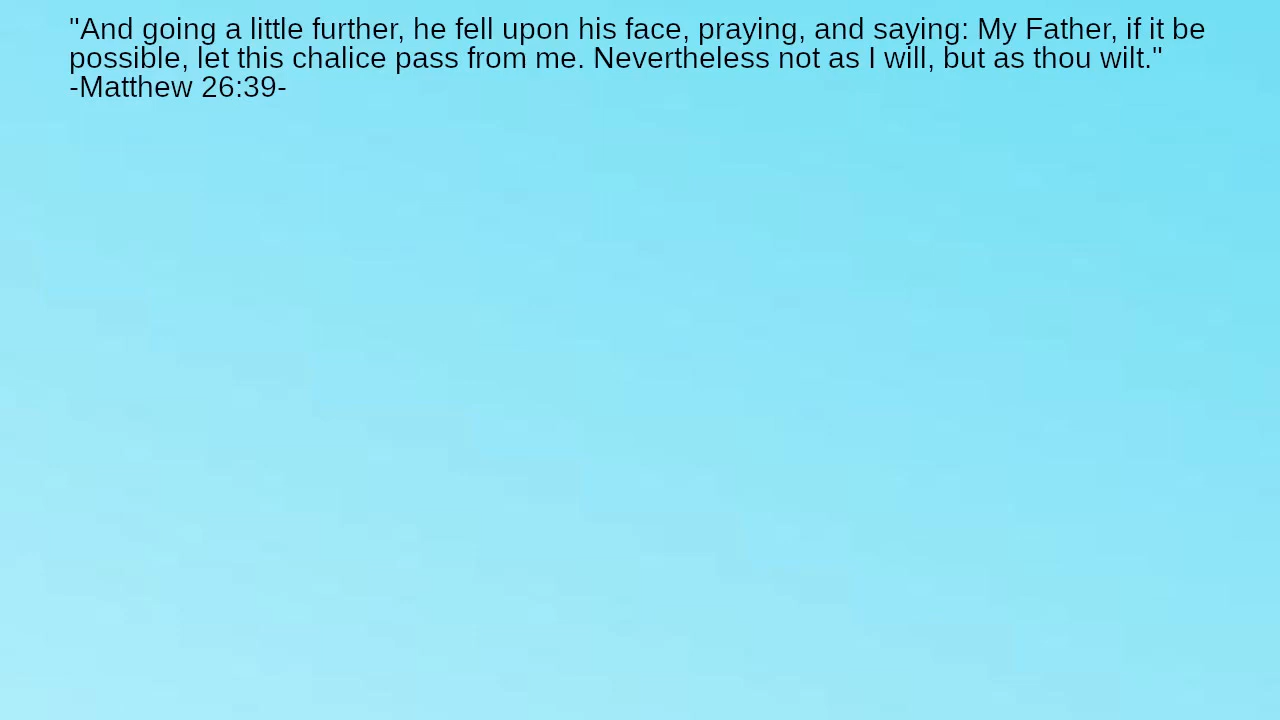 "And going a little further, he fell upon his face, praying, and saying: My Father, if it be
possible, let this chalice pass from me. Nevertheless not as I will, but as thou wilt."
-Matthew 26:39-